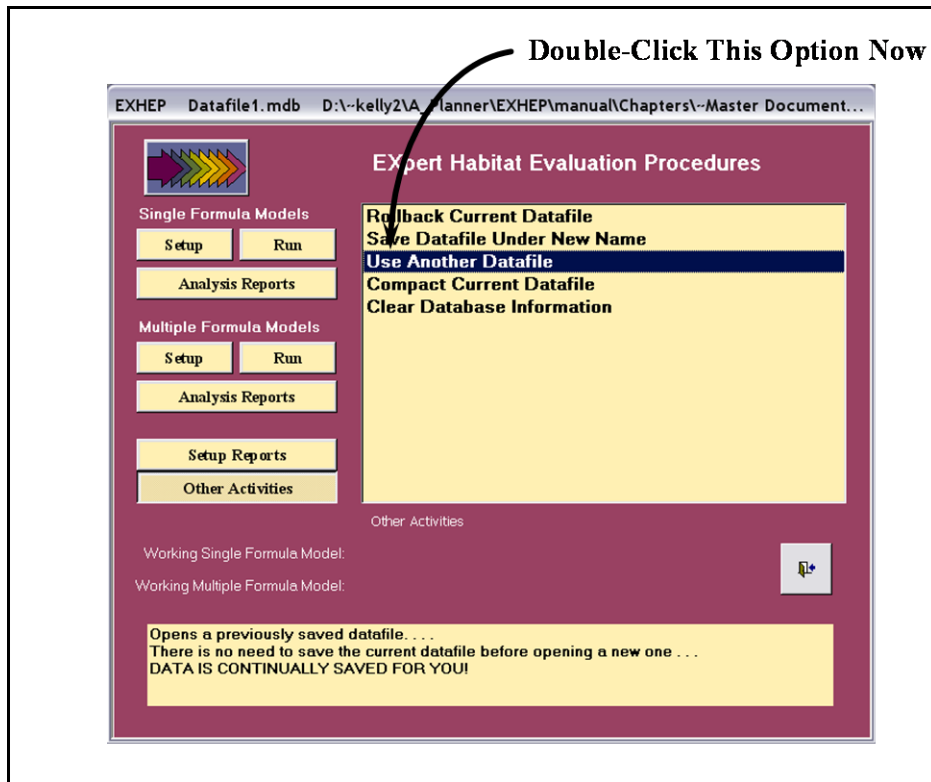 Double-Click This Option Now
EXHEP Datafile1.mdb D:\~kelly2\A_Planner\EXHEP\manual\Chapters\~Master Document...
EXpert Habitat Evaluation Procedures
Single Formula Models
Setup Run
Analysis Reports
Multiple Formula Models
Setup Run
Analysis Reports
Setup Reports
Other Activities
Rollback Current Datafile
Save Datafile Under New Name
Use Another Datafile
Compact Current Datafile
Clear Database Information
Other Activities
Working Single Formula Model:
Working Multiple Formula Model:
Opens a previously saved datafile. . . .
There is no need to save the current datafile before opening a new one . . .
DATA IS CONTINUALLY SAVED FOR YOU!